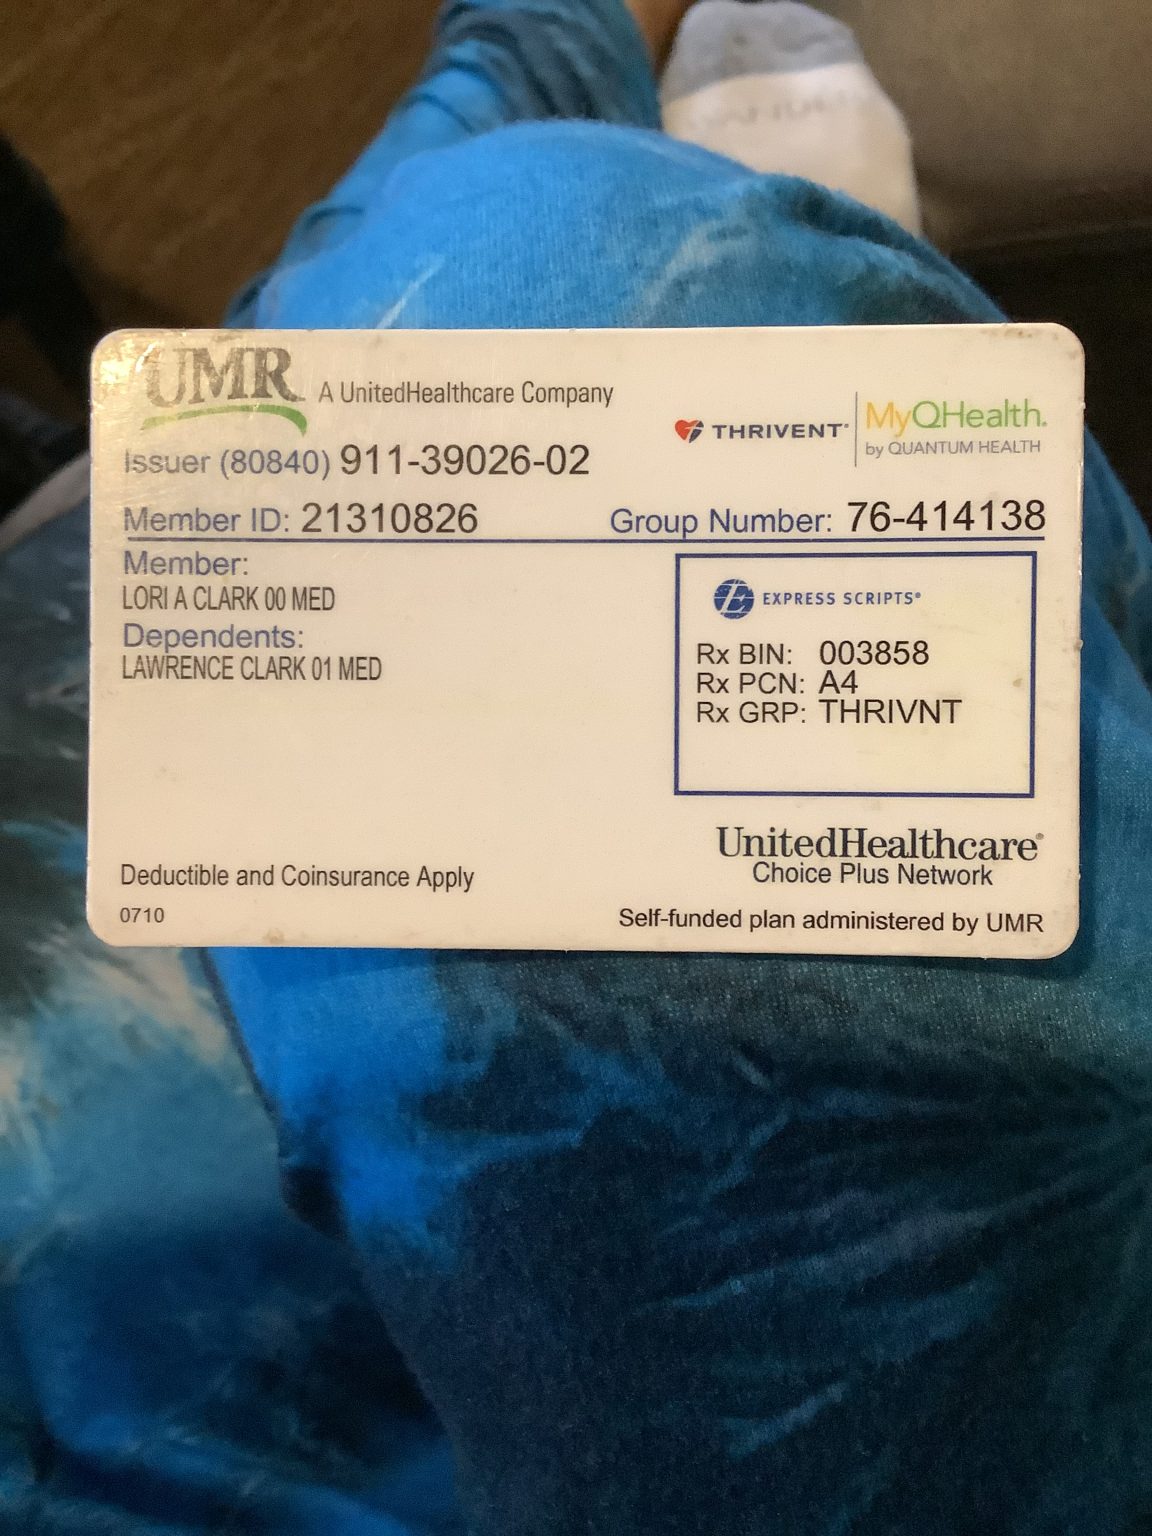 UMR A UnitedHealthcare Company
THRIVENT® MyQHealth.
by QUANTUM HEALTH
Issuer (80840) 911-39026-02
Member ID: 21310826 Group Number: 76-414138
Member:
LORI A CLARK 00 MED
Dependents:
LAWRENCE CLARK 01 MED
EXPRESS SCRIPTS®
Rx BIN: 003858
Rx PCN: A4
Rx GRP: THRIVNT
UnitedHealthcare®
Choice Plus Network
Deductible and Coinsurance Apply
0710
Self-funded plan administered by UMR